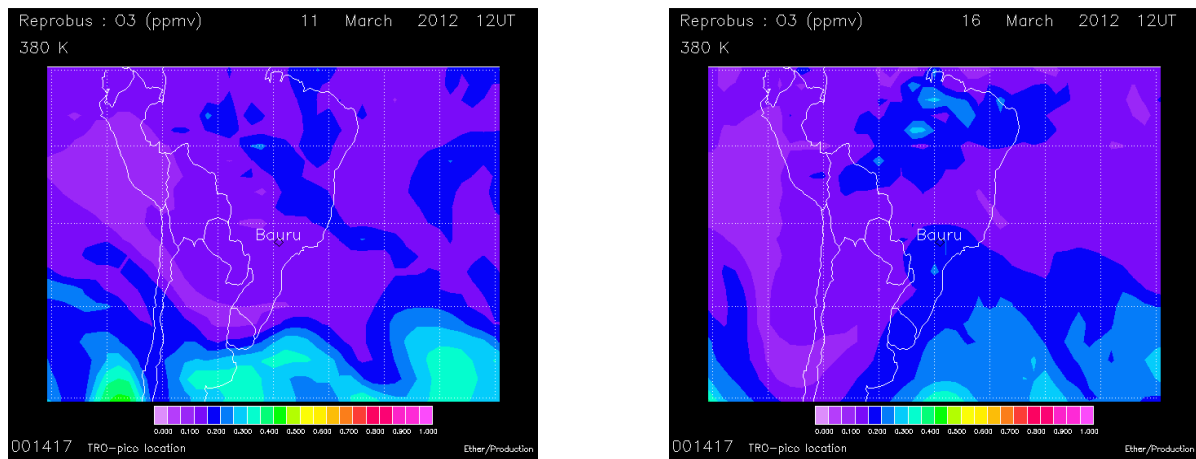 Reprobus : O3 (ppmv) 11 March 2012 12UT
380 K
Bauru
0.000 0.100 0.200 0.300 0.400 0.500 0.600 0.700 0.800 0.900 1.000
001417 TRO-pico location Ether/Production
Reprobus : O3 (ppmv) 16 March 2012 12UT
380 K
Bauru
0.000 0.100 0.200 0.300 0.400 0.500 0.600 0.700 0.800 0.900 1.000
001417 TRO-pico location Ether/Production